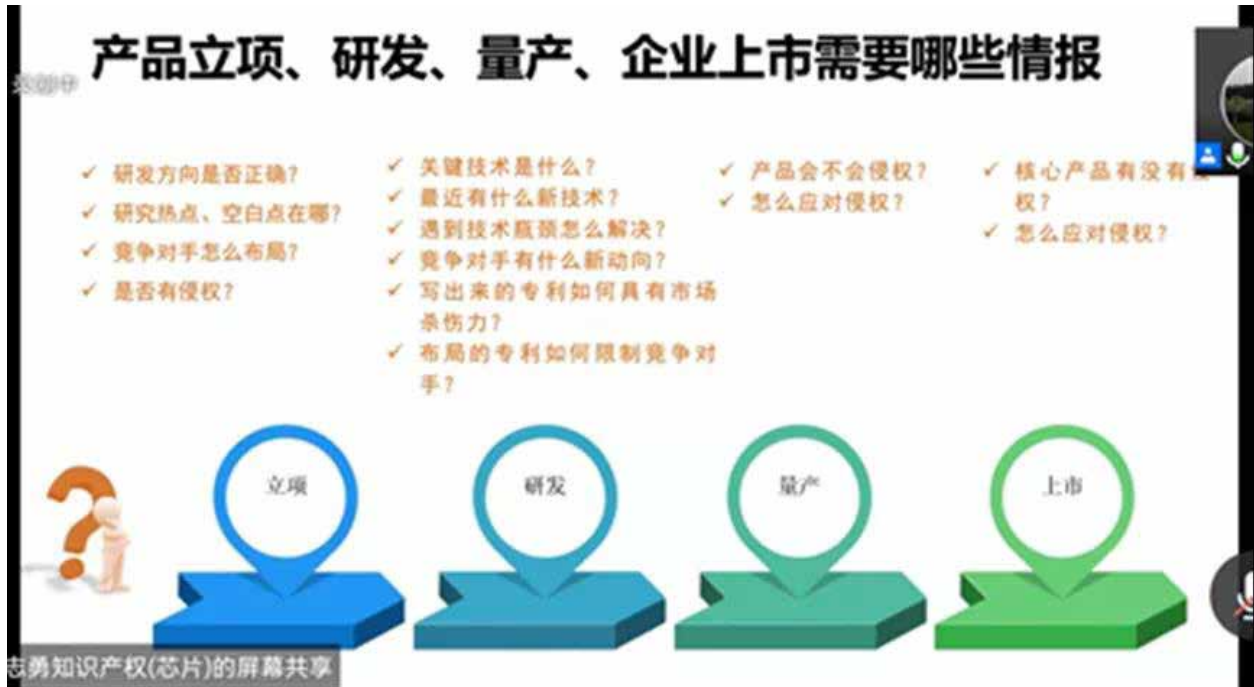 产品立项、研发、量产、企业上市需要哪些情报
✓ 研发方向是否正确？
✓ 研究热点、空白点在哪？
✓ 竞争对手怎么布局？
✓ 是否有侵权？
✓ 关键技术是什么？
✓ 最近有什么新技术？
✓ 遇到技术瓶颈怎么解决？
✓ 竞争对手有什么新动向？
✓ 写出来的专利如何具有市场
杀伤力？
✓ 布局的专利如何限制竞争对
手？
✓ 产品会不会侵权？
✓ 怎么应对侵权？
✓ 核心产品有没有
权？
✓ 怎么应对侵权？
立项
研发
量产
上市
志勇知识产权(芯片)的屏幕共享